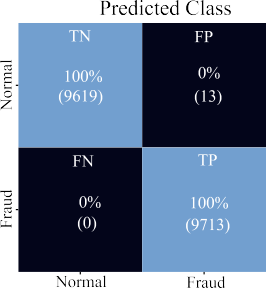 Predicted Class
Normal
TN
100%
(9619)
FP
0%
(13)
Fraud
FN
0%
(0)
TP
100%
(9713)
Normal
Fraud